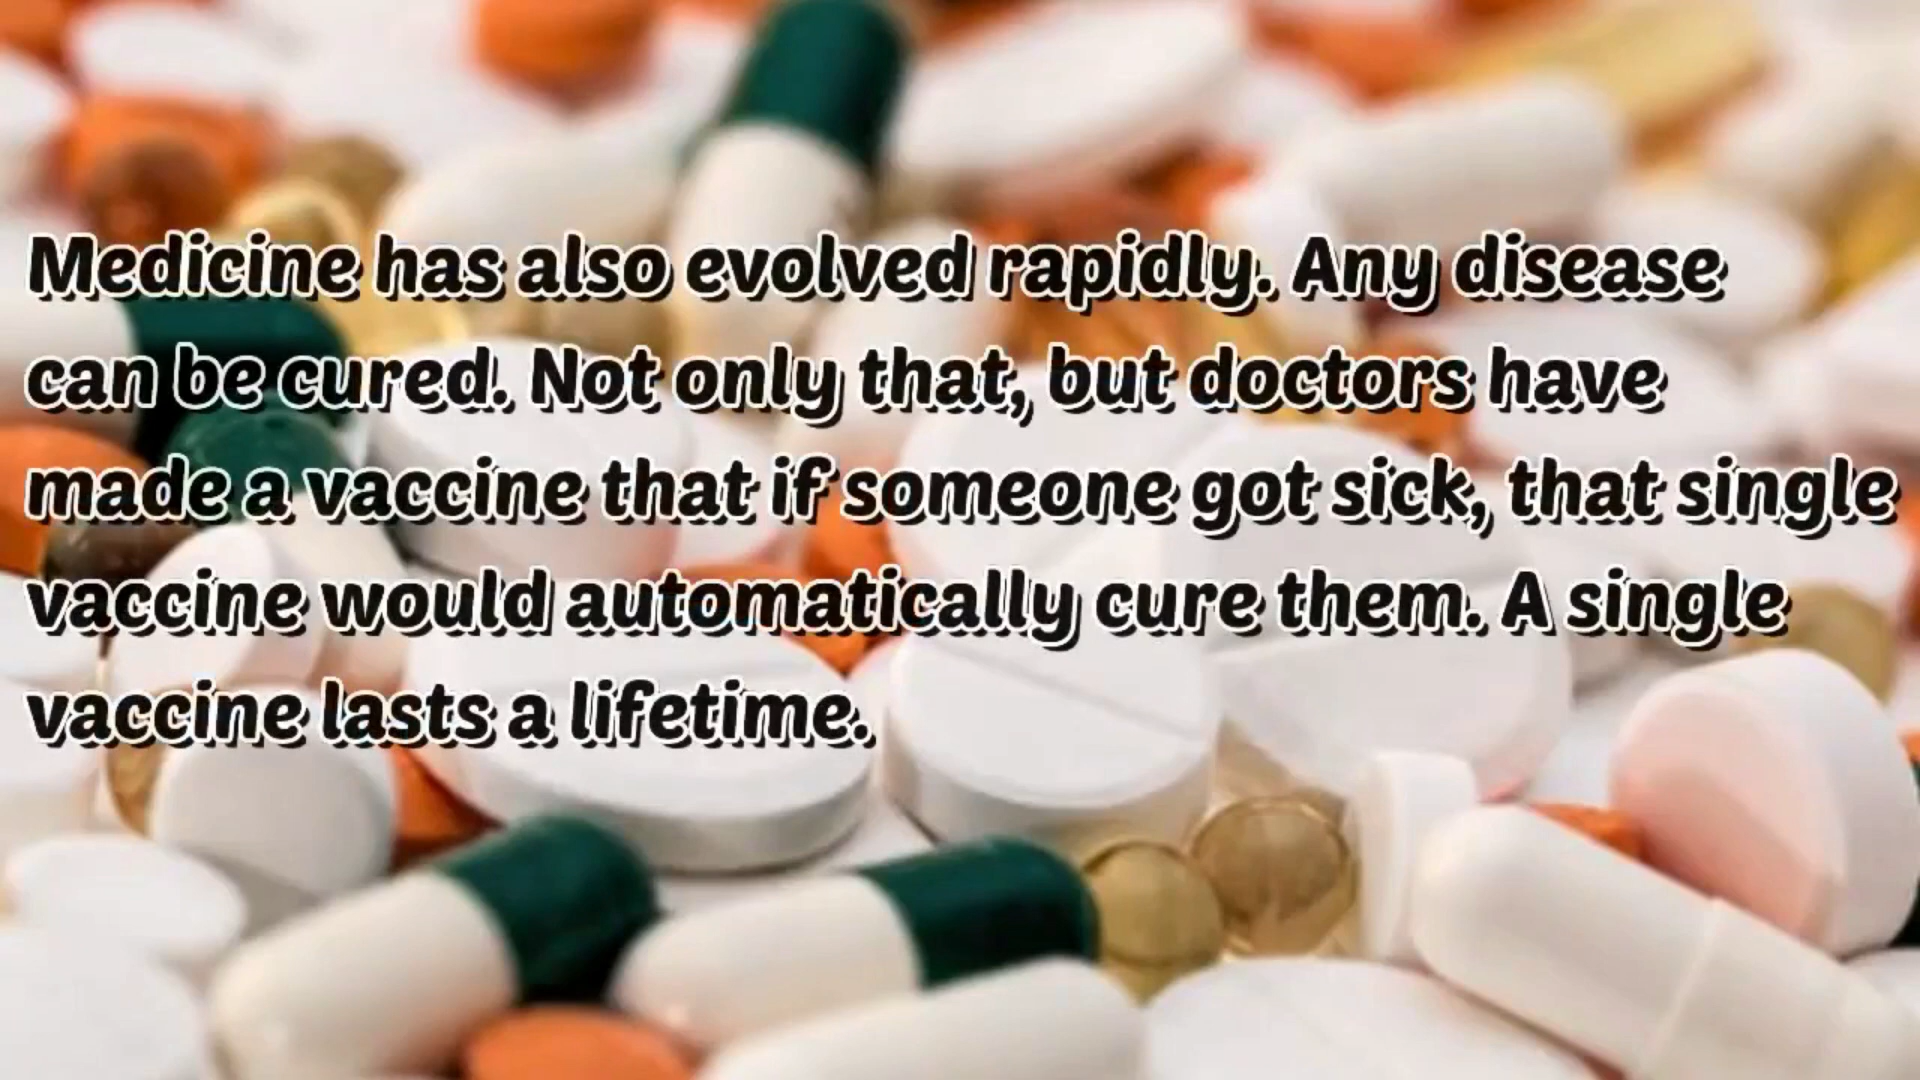 Medicine has also evolved rapidly. Any disease
can be cured. Not only that, but doctors have
made a vaccine that if someone got sick, that single
vaccine would automatically cure them. A single
vaccine lasts a lifetime.